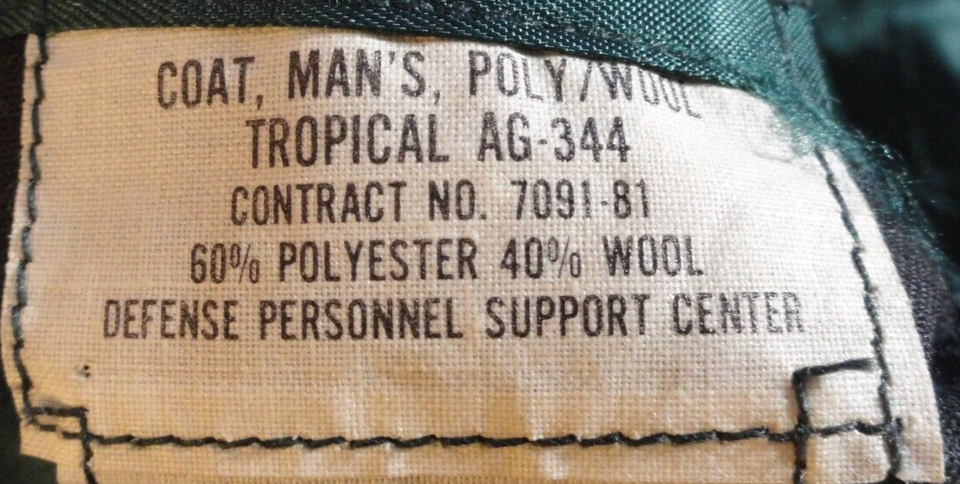 COAT, MAN'S, POLY/WOOL
TROPICAL AG-344
CONTRACT NO. 7091-81
60% POLYESTER 40% WOOL
DEFENSE PERSONNEL SUPPORT CENTER